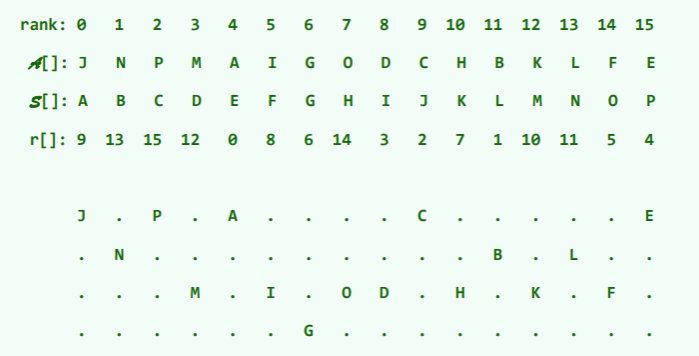 rank: 0 1 2 3 4 5 6 7 8 9 10 11 12 13 14 15
A[]: J N P M A I G O D C H B K L F E
S[]: A B C D E F G H I J K L M N O P
r[]: 9 13 15 12 0 8 6 14 3 2 7 1 10 11 5 4
J . P . A . . . . C . . . . . E
. N . . . . . . . . . B . L . .
. . . M . I . O D . H . K . F .
. . . . . . G . . . . . . . . .